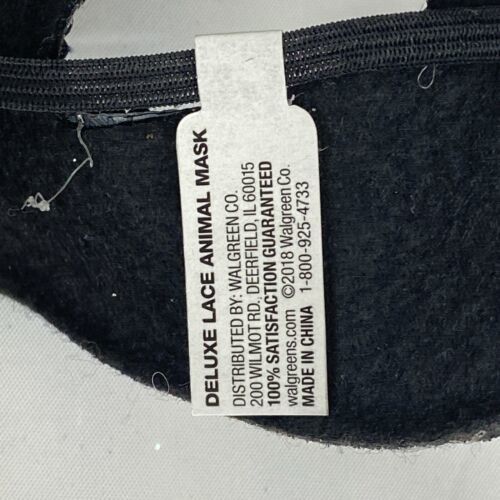 DELUXE LACE ANIMAL MASK
DISTRIBUTED BY: WALGREEN CO.
200 WILMOT RD., DEERFIELD, IL 60015
100% SATISFACTION GUARANTEED
walgreens.com ©2018 Walgreen Co.
MADE IN CHINA 1-800-925-4733